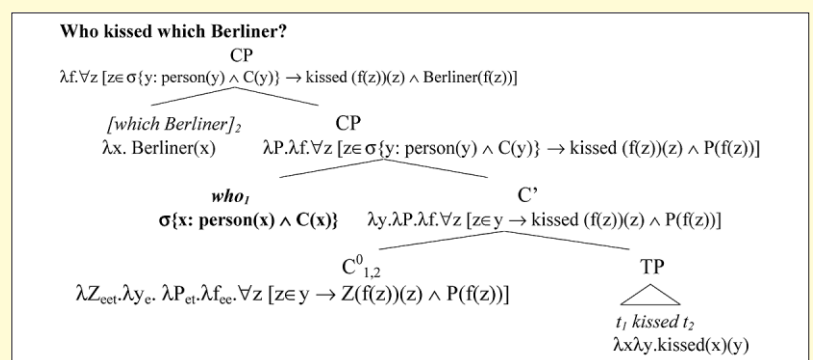 Who kissed which Berliner?
CP
λf.∀z [z∈σ{y: person(y) ∧ C(y)} → kissed (f(z))(z) ∧ Berliner(f(z))]
[which Berliner]₂ CP
λx. Berliner(x) λP.λf.∀z [z∈σ{y: person(y) ∧ C(y)} → kissed (f(z))(z) ∧ P(f(z))]
who₁ C’
σ{x: person(x) ∧ C(x)} λy.λP.λf.∀z [z∈y → kissed (f(z))(z) ∧ P(f(z))]
C⁰₁,₂ TP
λZₑₑₜ.λyₑ. λPₑₜ.λfₑₑ.∀z [z∈y → Z(f(z))(z) ∧ P(f(z))]
t₁ kissed t₂
λxλy.kissed(x)(y)